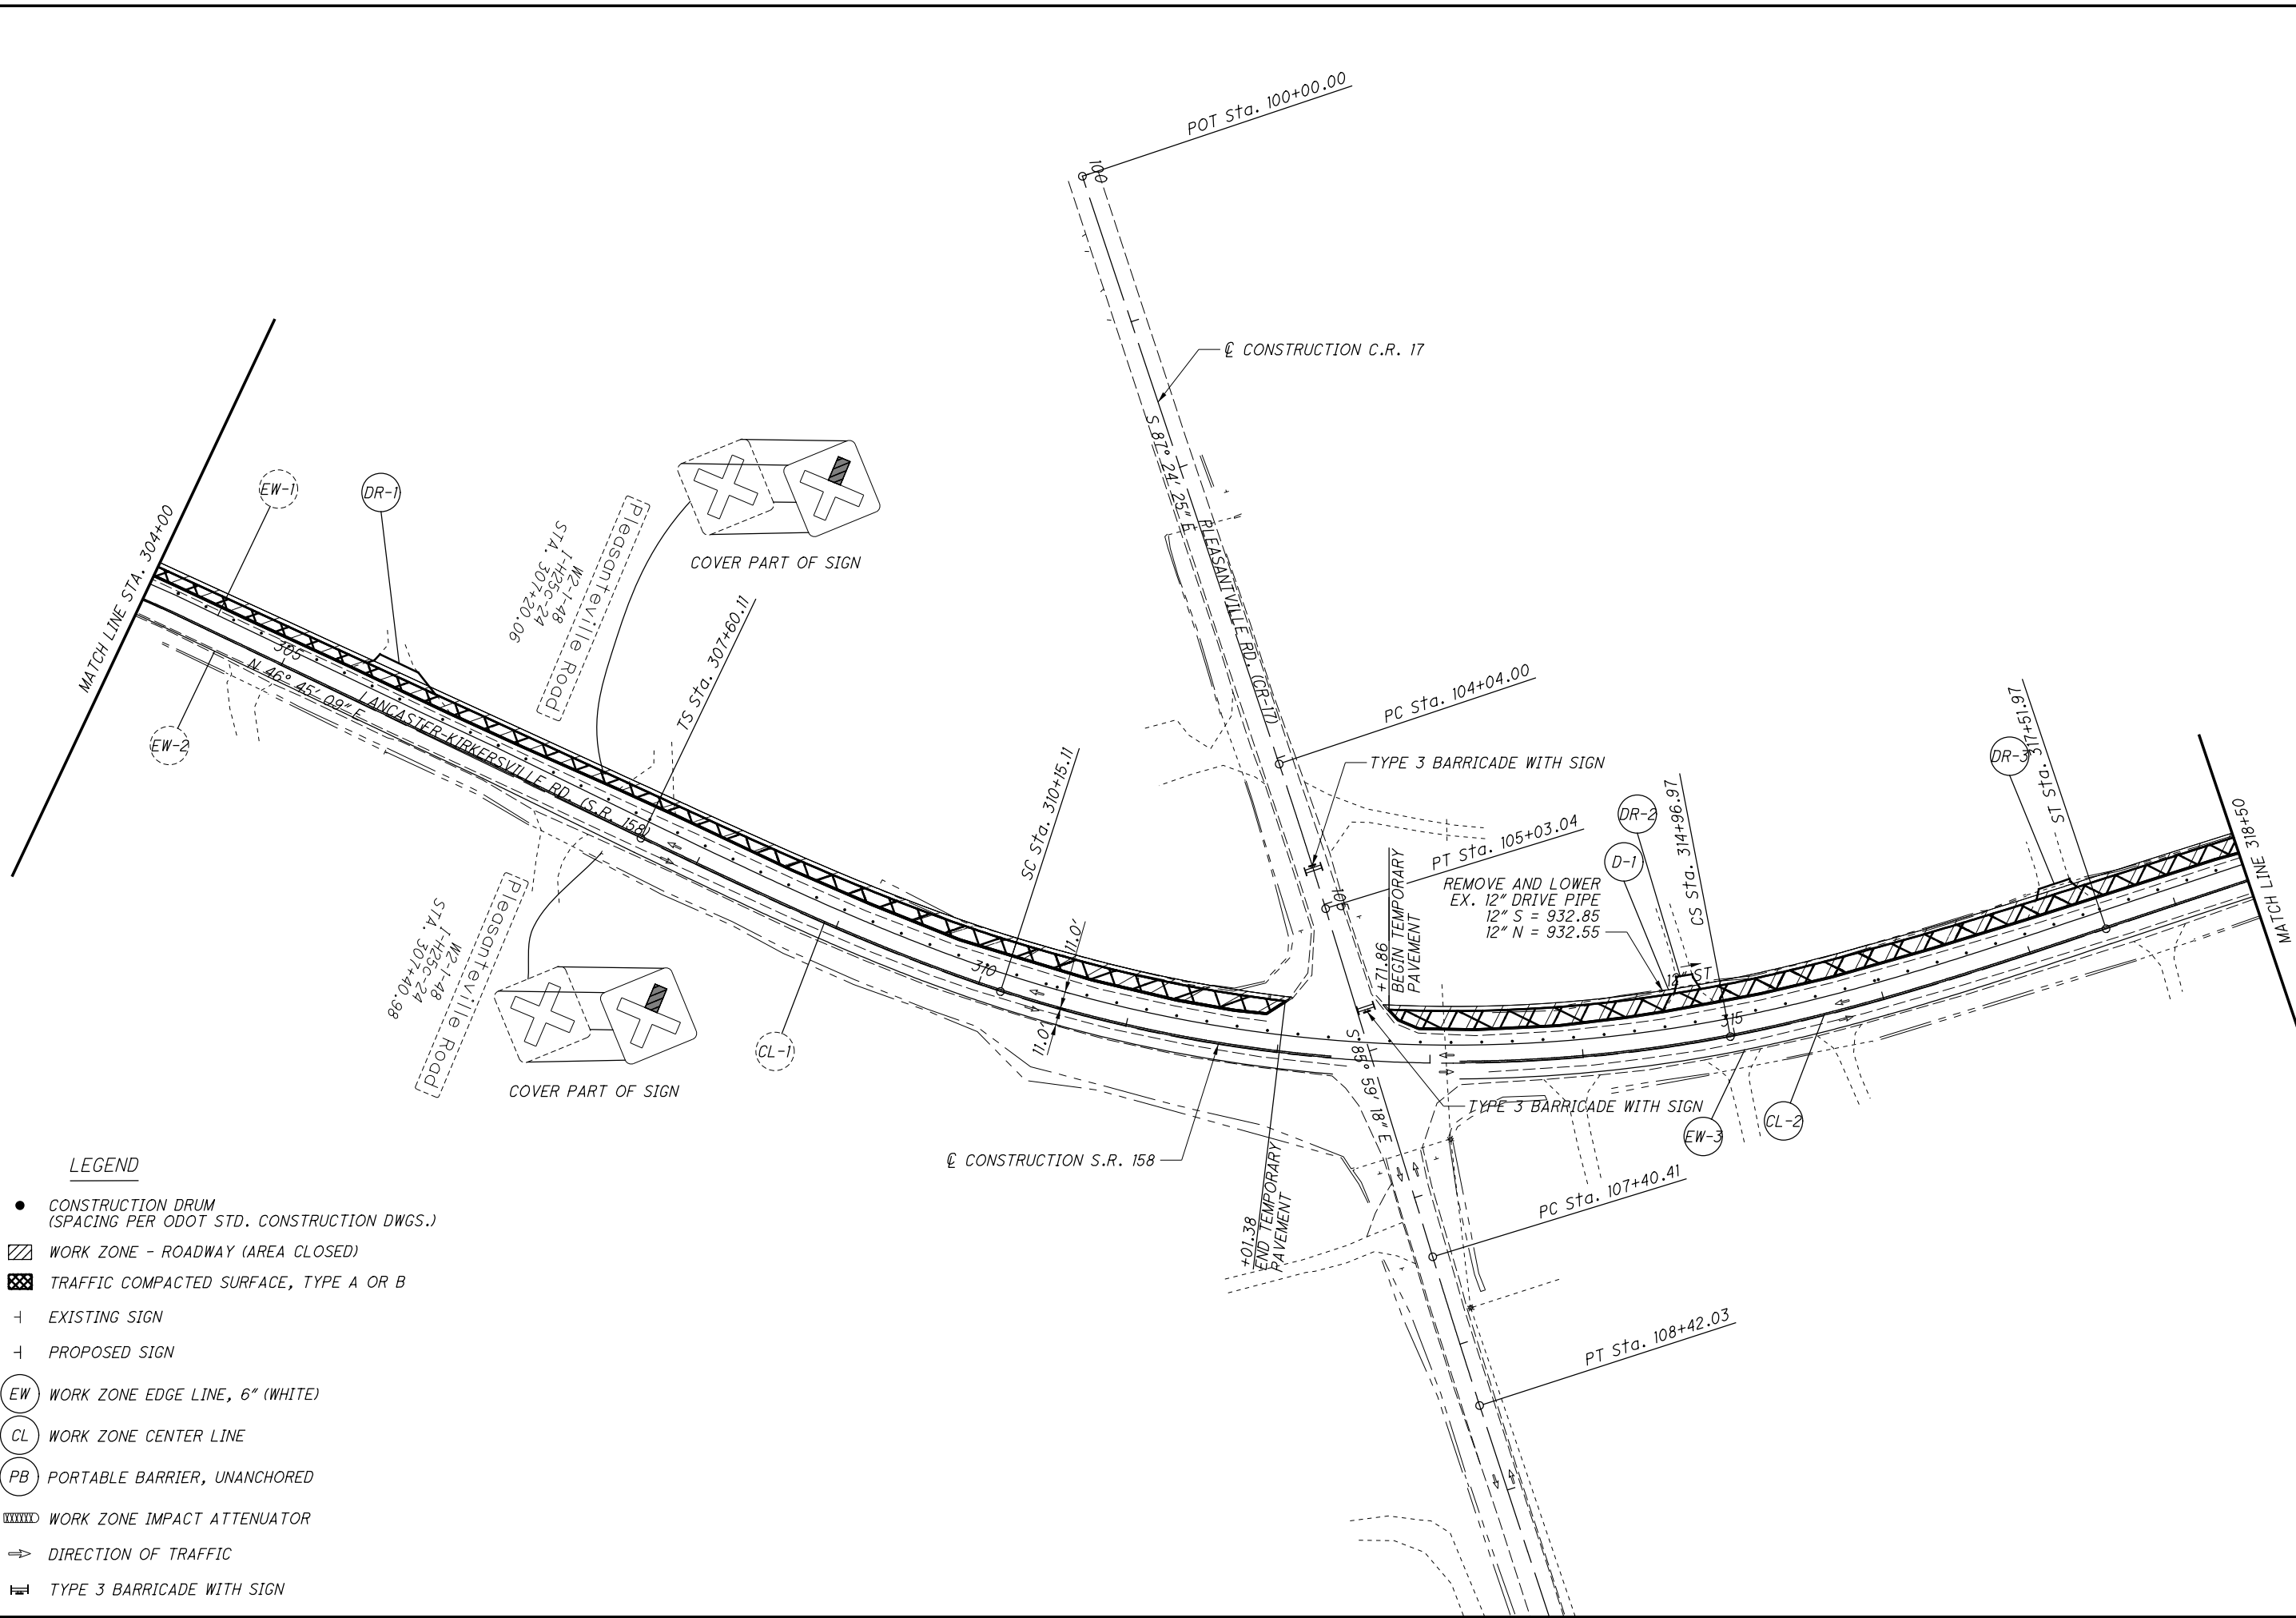 POT Sta. 100+00.00
100
℄ CONSTRUCTION C.R. 17
S 87° 24' 25" E
PLEASANTVILLE RD. (CR-17)
MATCH LINE STA. 304+00
EW-1
DR-1
EW-2
305
N 46° 45' 09" E
LANCASTER-KIRKERSVILLE RD. (S.R. 158)
Pleasanteville Road
W2-1-48
I-H25c-24
STA. 307+20.06
COVER PART OF SIGN
TS Sta. 307+60.11
Pleasanteville Road
W2-1-48
I-H25c-24
STA. 307+40.98
COVER PART OF SIGN
CL-1
SC Sta. 310+15.11
310
11.0'
11.0'
PC Sta. 104+04.00
TYPE 3 BARRICADE WITH SIGN
PT Sta. 105+03.04
105
+71.86
BEGIN TEMPORARY
PAVEMENT
REMOVE AND LOWER
EX. 12" DRIVE PIPE
12" S = 932.85
12" N = 932.55
D-1
DR-2
CS Sta. 314+96.97
12" ST
315
DR-3
ST Sta. 317+51.97
MATCH LINE 318+50
S 85° 59' 18" E
TYPE 3 BARRICADE WITH SIGN
EW-3
CL-2
℄ CONSTRUCTION S.R. 158
+01.38
END TEMPORARY
PAVEMENT
PC Sta. 107+40.41
PT Sta. 108+42.03
LEGEND
CONSTRUCTION DRUM
(SPACING PER ODOT STD. CONSTRUCTION DWGS.)
WORK ZONE - ROADWAY (AREA CLOSED)
TRAFFIC COMPACTED SURFACE, TYPE A OR B
EXISTING SIGN
PROPOSED SIGN
EW WORK ZONE EDGE LINE, 6" (WHITE)
CL WORK ZONE CENTER LINE
PB PORTABLE BARRIER, UNANCHORED
WORK ZONE IMPACT ATTENUATOR
DIRECTION OF TRAFFIC
TYPE 3 BARRICADE WITH SIGN